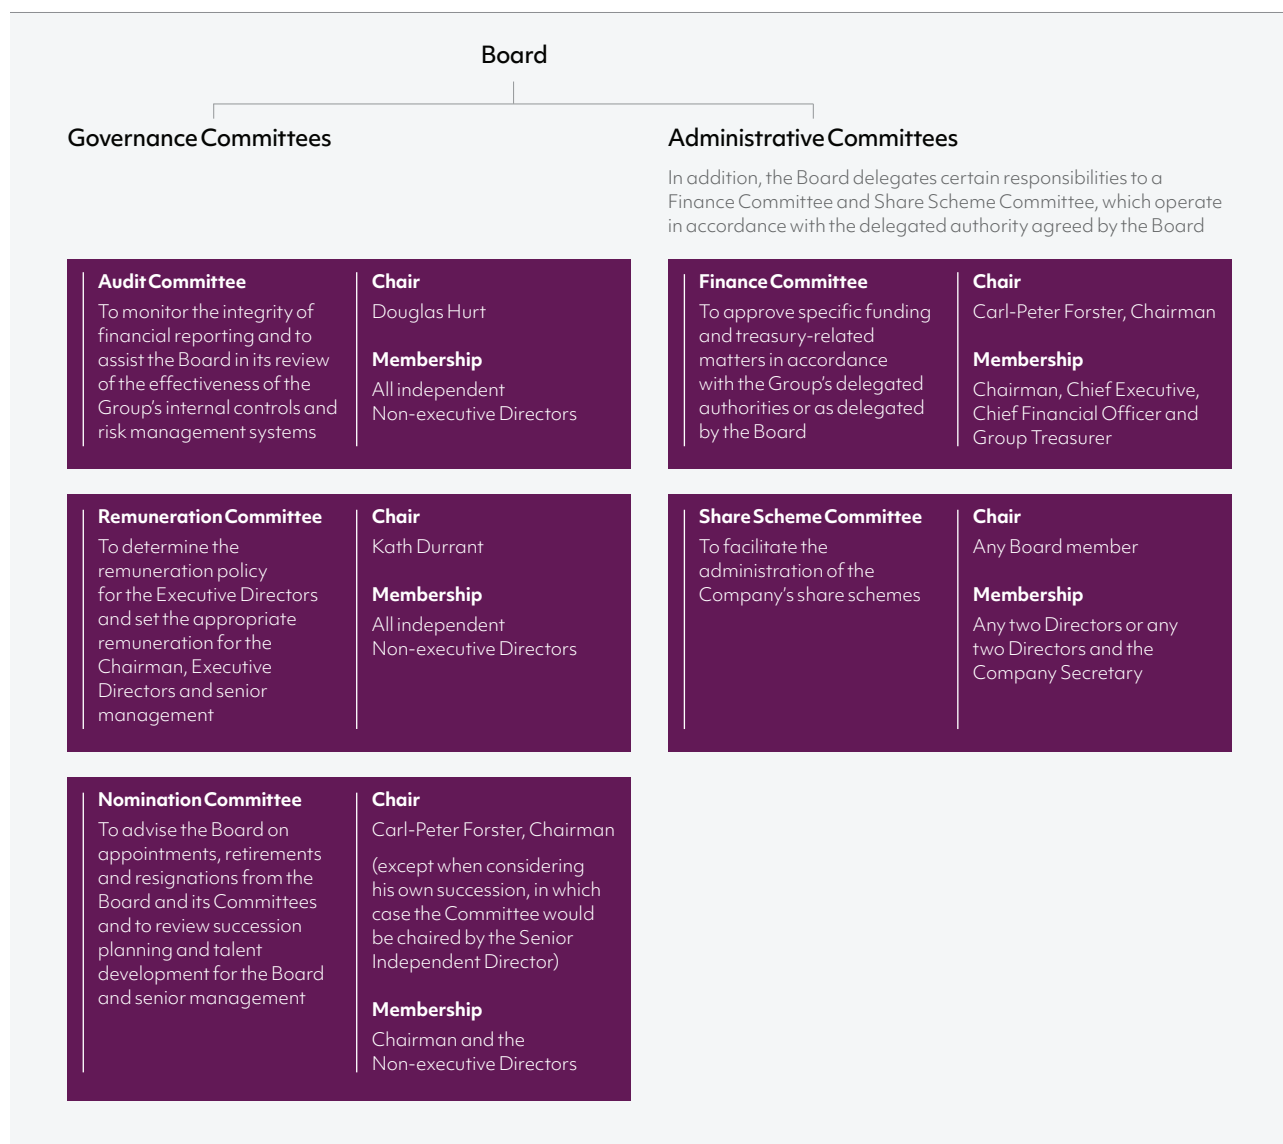 Board
Governance Committees
Administrative Committees
In addition, the Board delegates certain responsibilities to a
Finance Committee and Share Scheme Committee, which operate
in accordance with the delegated authority agreed by the Board
Audit Committee
To monitor the integrity of
financial reporting and to
assist the Board in its review
of the effectiveness of the
Group's internal controls and
risk management systems
Chair
Douglas Hurt
Membership
All independent
Non-executive Directors
Finance Committee
To approve specific funding
and treasury-related
matters in accordance
with the Group's delegated
authorities or as delegated
by the Board
Chair
Carl-Peter Forster, Chairman
Membership
Chairman, Chief Executive,
Chief Financial Officer and
Group Treasurer
Remuneration Committee
To determine the
remuneration policy
for the Executive Directors
and set the appropriate
remuneration for the
Chairman, Executive
Directors and senior
management
Chair
Kath Durrant
Membership
All independent
Non-executive Directors
Share Scheme Committee
To facilitate the
administration of the
Company's share schemes
Chair
Any Board member
Membership
Any two Directors or any
two Directors and the
Company Secretary
Nomination Committee
To advise the Board on
appointments, retirements
and resignations from the
Board and its Committees
and to review succession
planning and talent
development for the Board
and senior management
Chair
Carl-Peter Forster, Chairman
(except when considering
his own succession, in which
case the Committee would
be chaired by the Senior
Independent Director)
Membership
Chairman and the
Non-executive Directors